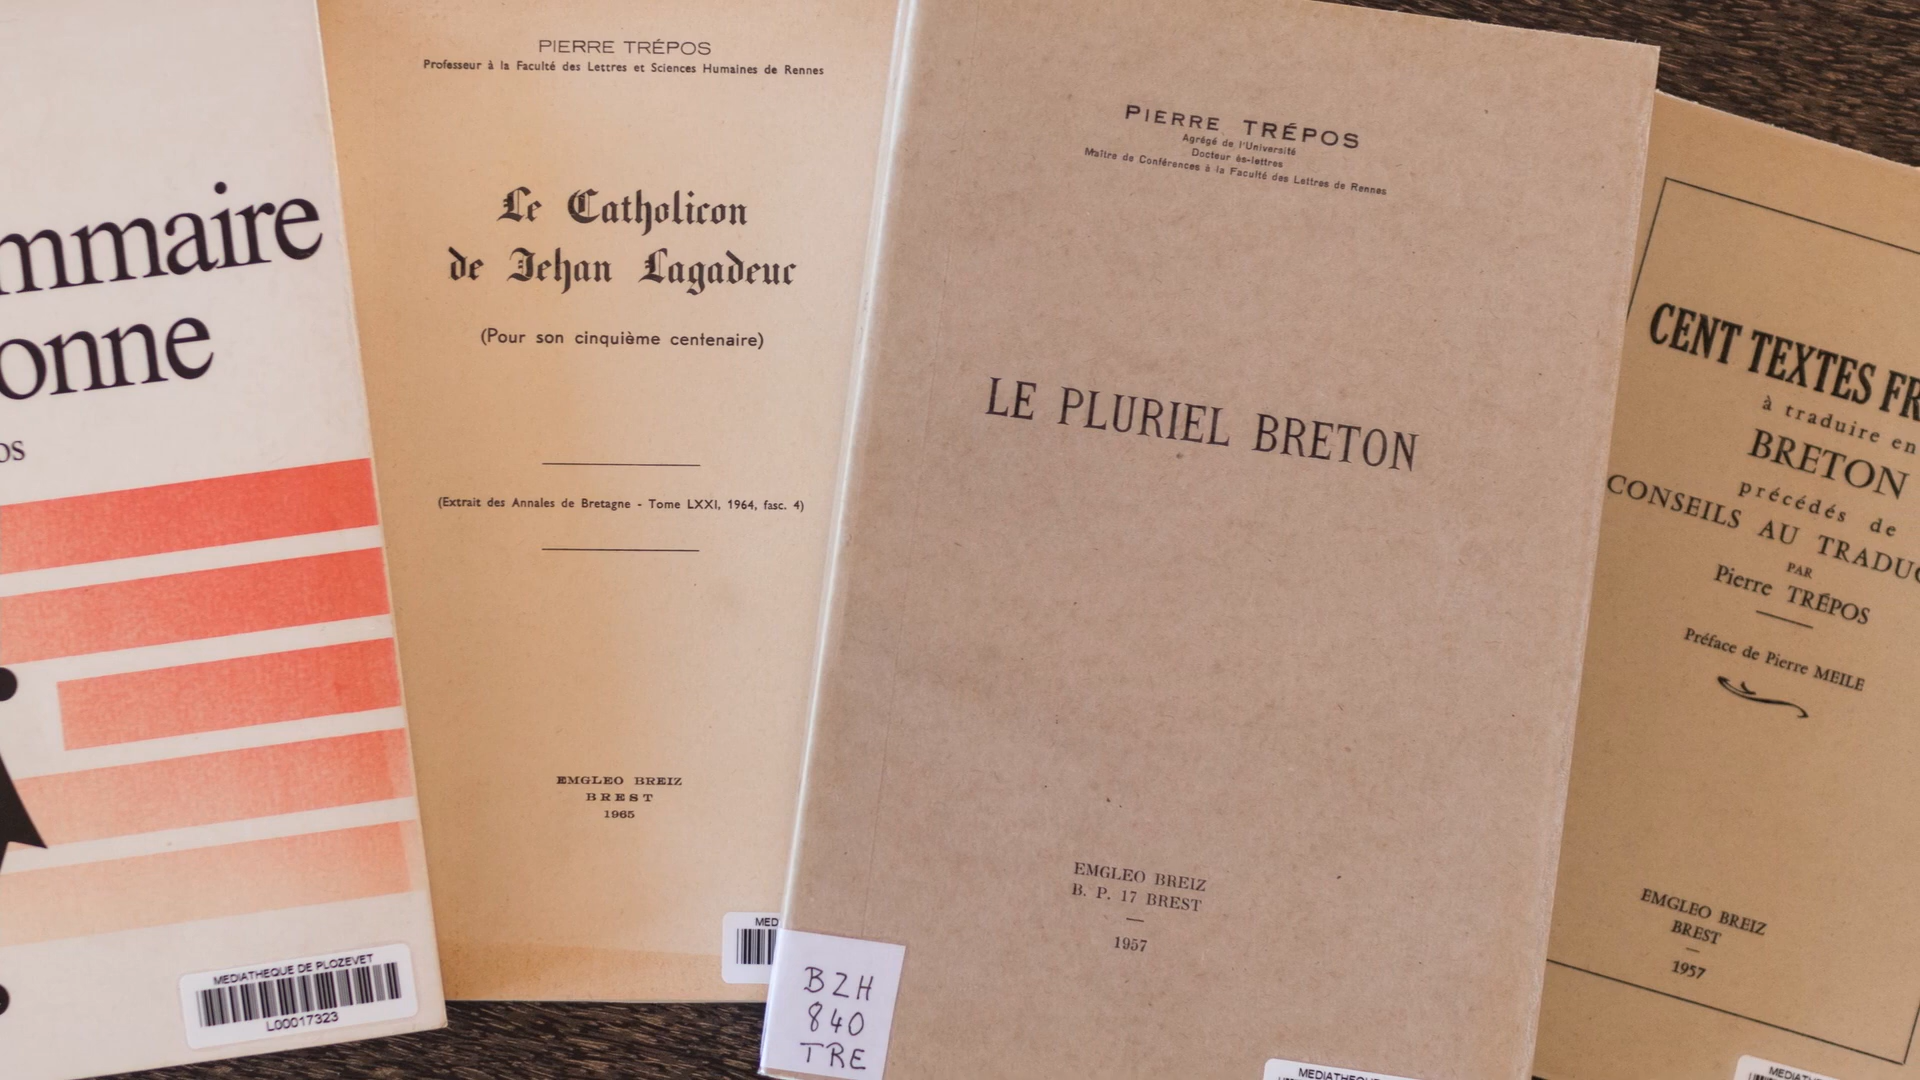 mmaire
onne
os
MEDIATHEQUE DE PLOZEVET
L00017323
PIERRE TRÉPOS
Professeur à la Faculté des Lettres et Sciences Humaines de Rennes
Le Catholicon
de Jehan Lagadeuc
(Pour son cinquième centenaire)
(Extrait des Annales de Bretagne - Tome LXXI, 1964, fasc. 4)
EMGLEO BREIZ
BREST
1965
MED
PIERRE TRÉPOS
Agrégé de l'Université
Docteur ès-lettres
Maître de Conférences à la Faculté des Lettres de Rennes
LE PLURIEL BRETON
EMGLEO BREIZ
B. P. 17 BREST
1957
BZH
840
TRE
MEDIATHEQU
CENT TEXTES FR
à traduire en
BRETON
précédés de
CONSEILS AU TRADUC
PAR
Pierre TRÉPOS
Préface de Pierre MEILE
EMGLEO BREIZ
BREST
1957
MEDIAT